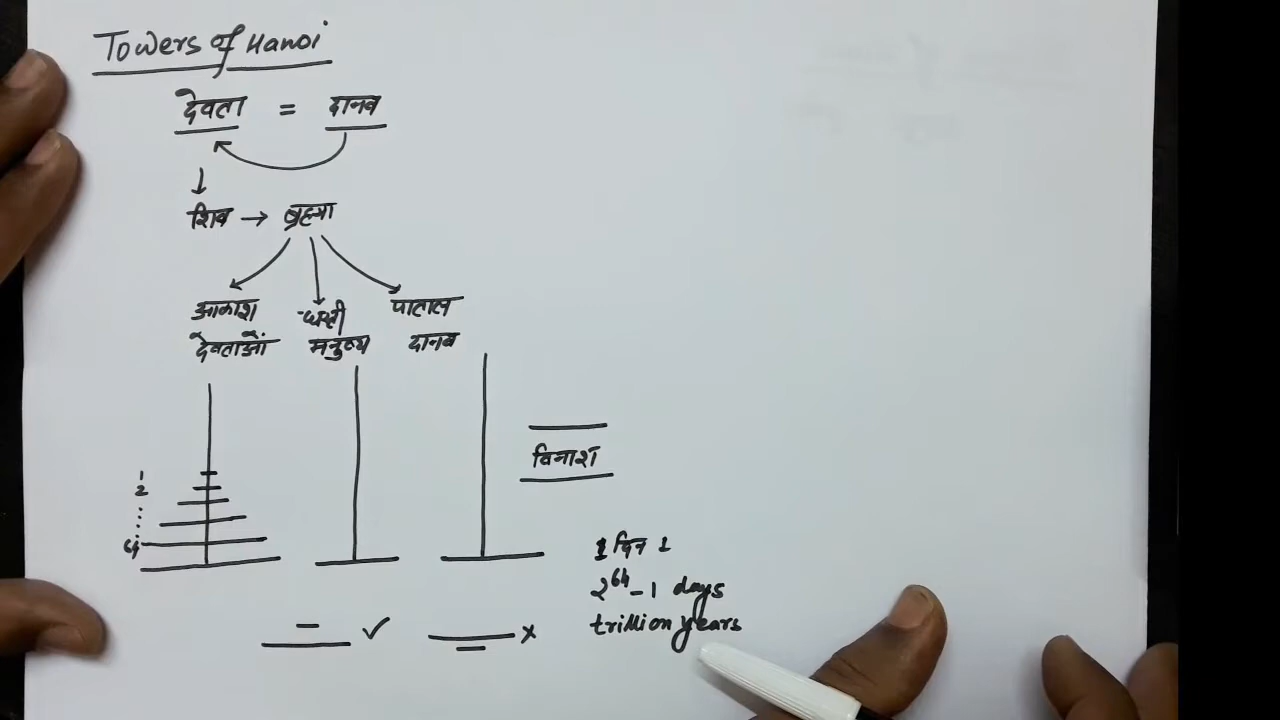 Towers of Hanoi
देवता = दानव
शिव → ब्रह्मा
आकाश धरती पाताल
देवताओं मनुष्य दानव
विनाश
1
2
64
1 दिन 1
2^64 - 1 days
trillion years